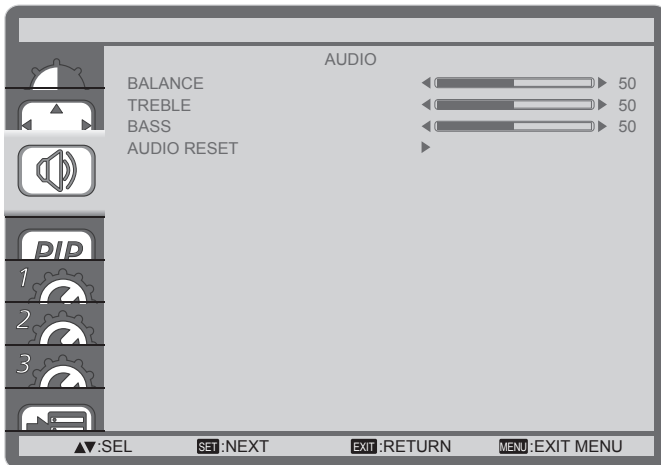 AUDIO
BALANCE 50
TREBLE 50
BASS 50
AUDIO RESET
PIP
1
2
3
▲▼:SEL SET:NEXT EXIT:RETURN MENU:EXIT MENU